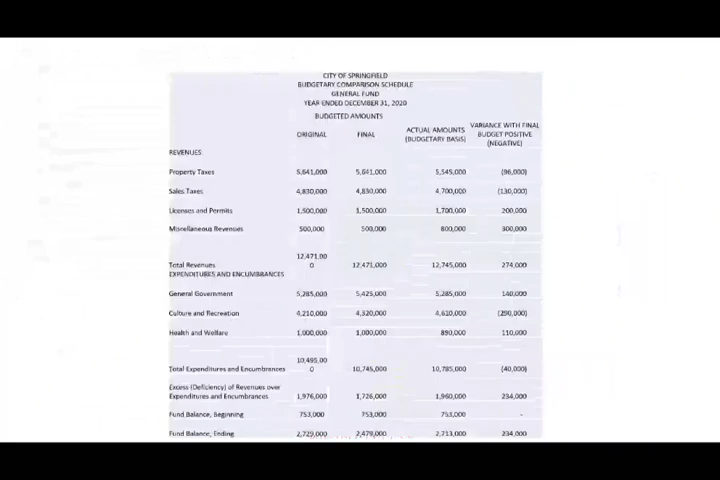 CITY OF SPRINGFIELD
BUDGETARY COMPARISON SCHEDULE
GENERAL FUND
YEAR ENDED DECEMBER 31, 2020
BUDGETED AMOUNTS
ORIGINAL FINAL ACTUAL AMOUNTS (BUDGETARY BASIS) VARIANCE WITH FINAL BUDGET POSITIVE (NEGATIVE)
REVENUES
Property Taxes 5,641,000 5,641,000 5,545,000 (96,000)
Sales Taxes 4,830,000 4,830,000 4,700,000 (130,000)
Licenses and Permits 1,500,000 1,500,000 1,700,000 200,000
Miscellaneous Revenues 500,000 500,000 800,000 300,000
Total Revenues 12,471,000 12,471,000 12,745,000 274,000
EXPENDITURES AND ENCUMBRANCES
General Government 5,285,000 5,425,000 5,285,000 140,000
Culture and Recreation 4,210,000 4,320,000 4,610,000 (290,000)
Health and Welfare 1,000,000 1,000,000 890,000 110,000
Total Expenditures and Encumbrances 10,495,000 10,745,000 10,785,000 (40,000)
Excess (Deficiency) of Revenues over
Expenditures and Encumbrances 1,976,000 1,726,000 1,960,000 234,000
Fund Balance, Beginning 753,000 753,000 753,000 -
Fund Balance, Ending 2,729,000 2,479,000 2,713,000 234,000